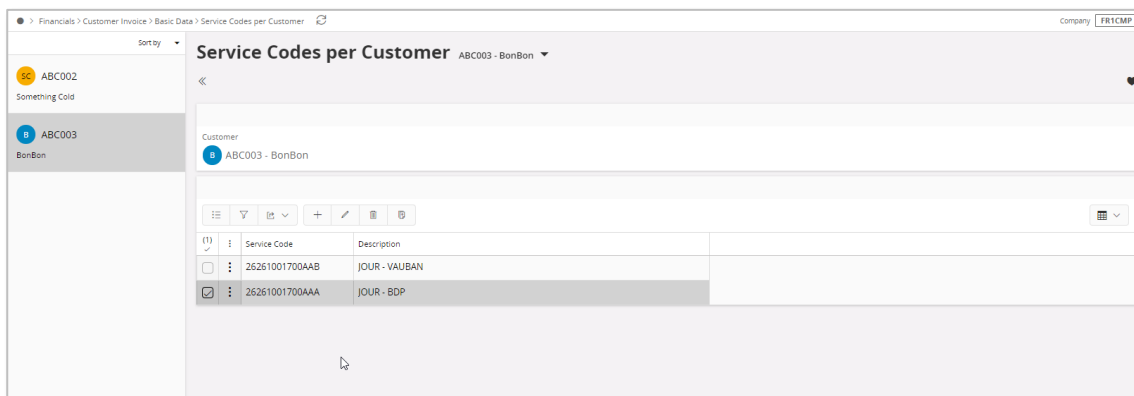 > Financials > Customer Invoice > Basic Data > Service Codes per Customer
Company FR1CMP
Sort by
SC ABC002
Something Cold
B ABC003
BonBon
Service Codes per Customer ABC003 - BonBon
Customer
B ABC003 - BonBon
(1) Service Code Description
26261001700AAB JOUR - VAUBAN
26261001700AAA JOUR - BDP